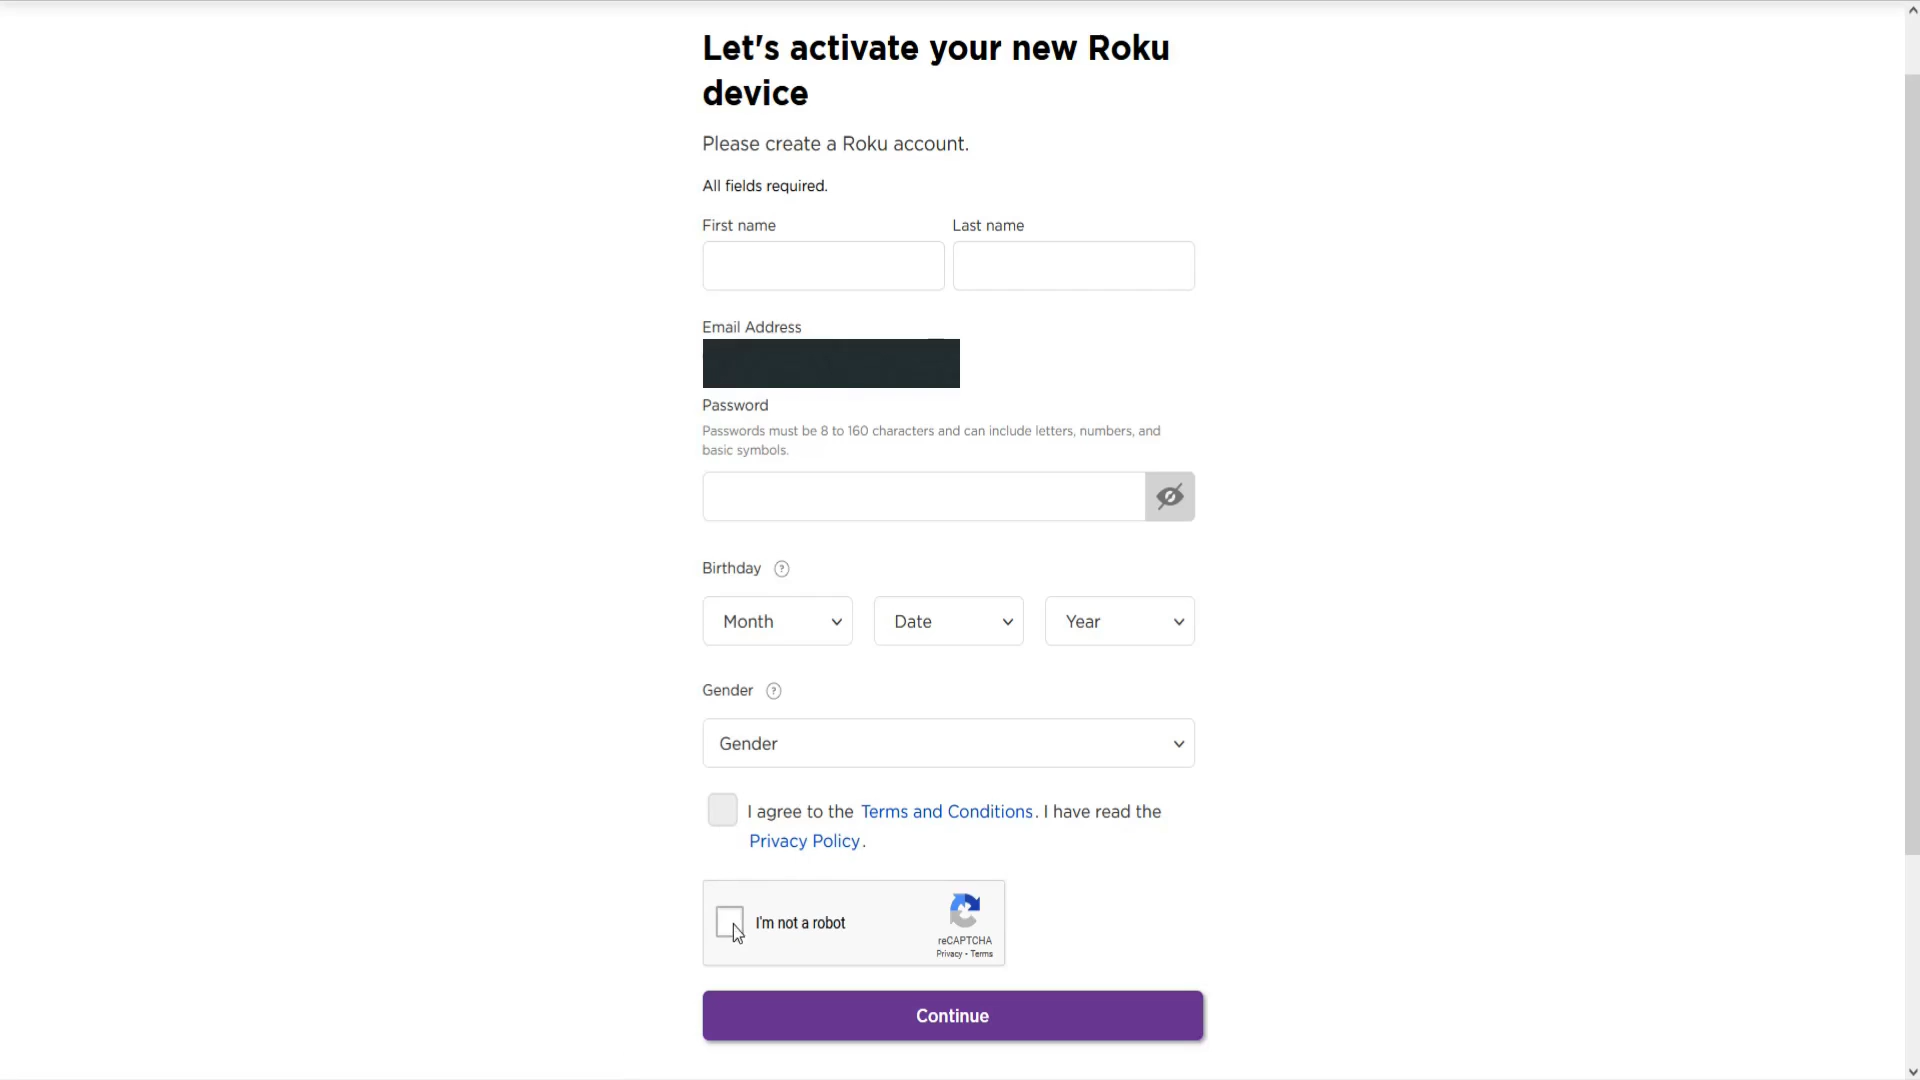 Let's activate your new Roku
device
Please create a Roku account.
All fields required.
First name Last name
Email Address
Password
Passwords must be 8 to 160 characters and can include letters, numbers, and
basic symbols.
Birthday ?
Month Date Year
Gender ?
Gender
I agree to the Terms and Conditions. I have read the
Privacy Policy.
I'm not a robot
reCAPTCHA
Privacy - Terms
Continue